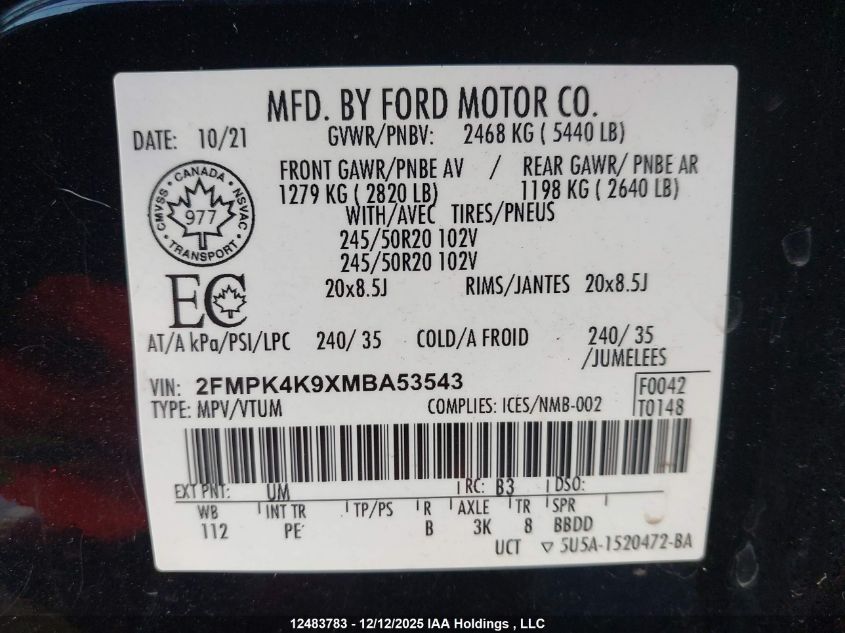 MFD. BY FORD MOTOR CO.
DATE: 10/21 GVWR/PNBV: 2468 KG ( 5440 LB)
FRONT GAWR/PNBE AV / REAR GAWR/ PNBE AR
1279 KG ( 2820 LB) 1198 KG ( 2640 LB)
WITH/AVEC TIRES/PNEUS
245/50R20 102V
245/50R20 102V
20x8.5J RIMS/JANTES 20x8.5J
CMVSS • CANADA • NSVAC • TRANSPORT •
977
EC
AT/A kPa/PSI/LPC 240/ 35 COLD/A FROID 240/ 35
/JUMELEES
VIN: 2FMPK4K9XMBA53543 F0042
TYPE: MPV/VTUM COMPLIES: ICES/NMB-002 T0148
EXT PNT: UM RC: B3 DSO:
WB INT TR TP/PS R AXLE TR SPR
112 PE B 3K 8 BBDD
UCT ▽ 5U5A-1520472-BA
12483783 - 12/12/2025 IAA Holdings , LLC